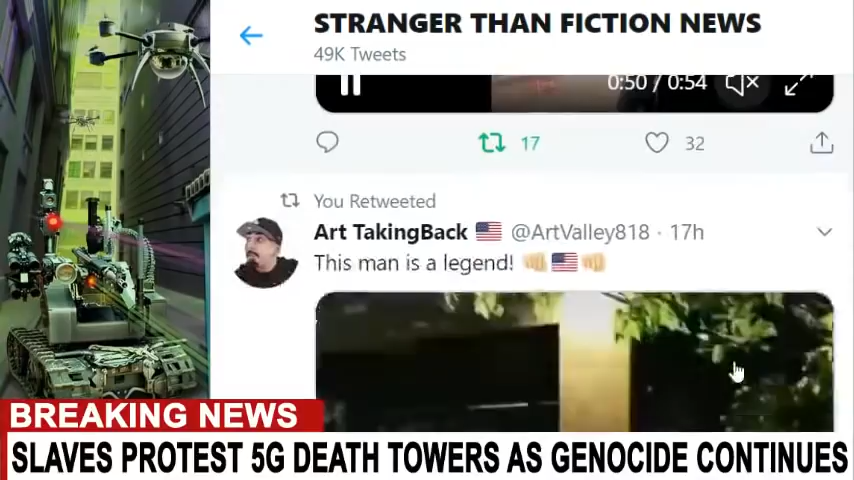 STRANGER THAN FICTION NEWS
49K Tweets
0:50 / 0:54
17
32
You Retweeted
Art TakingBack @ArtValley818 · 17h
This man is a legend!
BREAKING NEWS
SLAVES PROTEST 5G DEATH TOWERS AS GENOCIDE CONTINUES